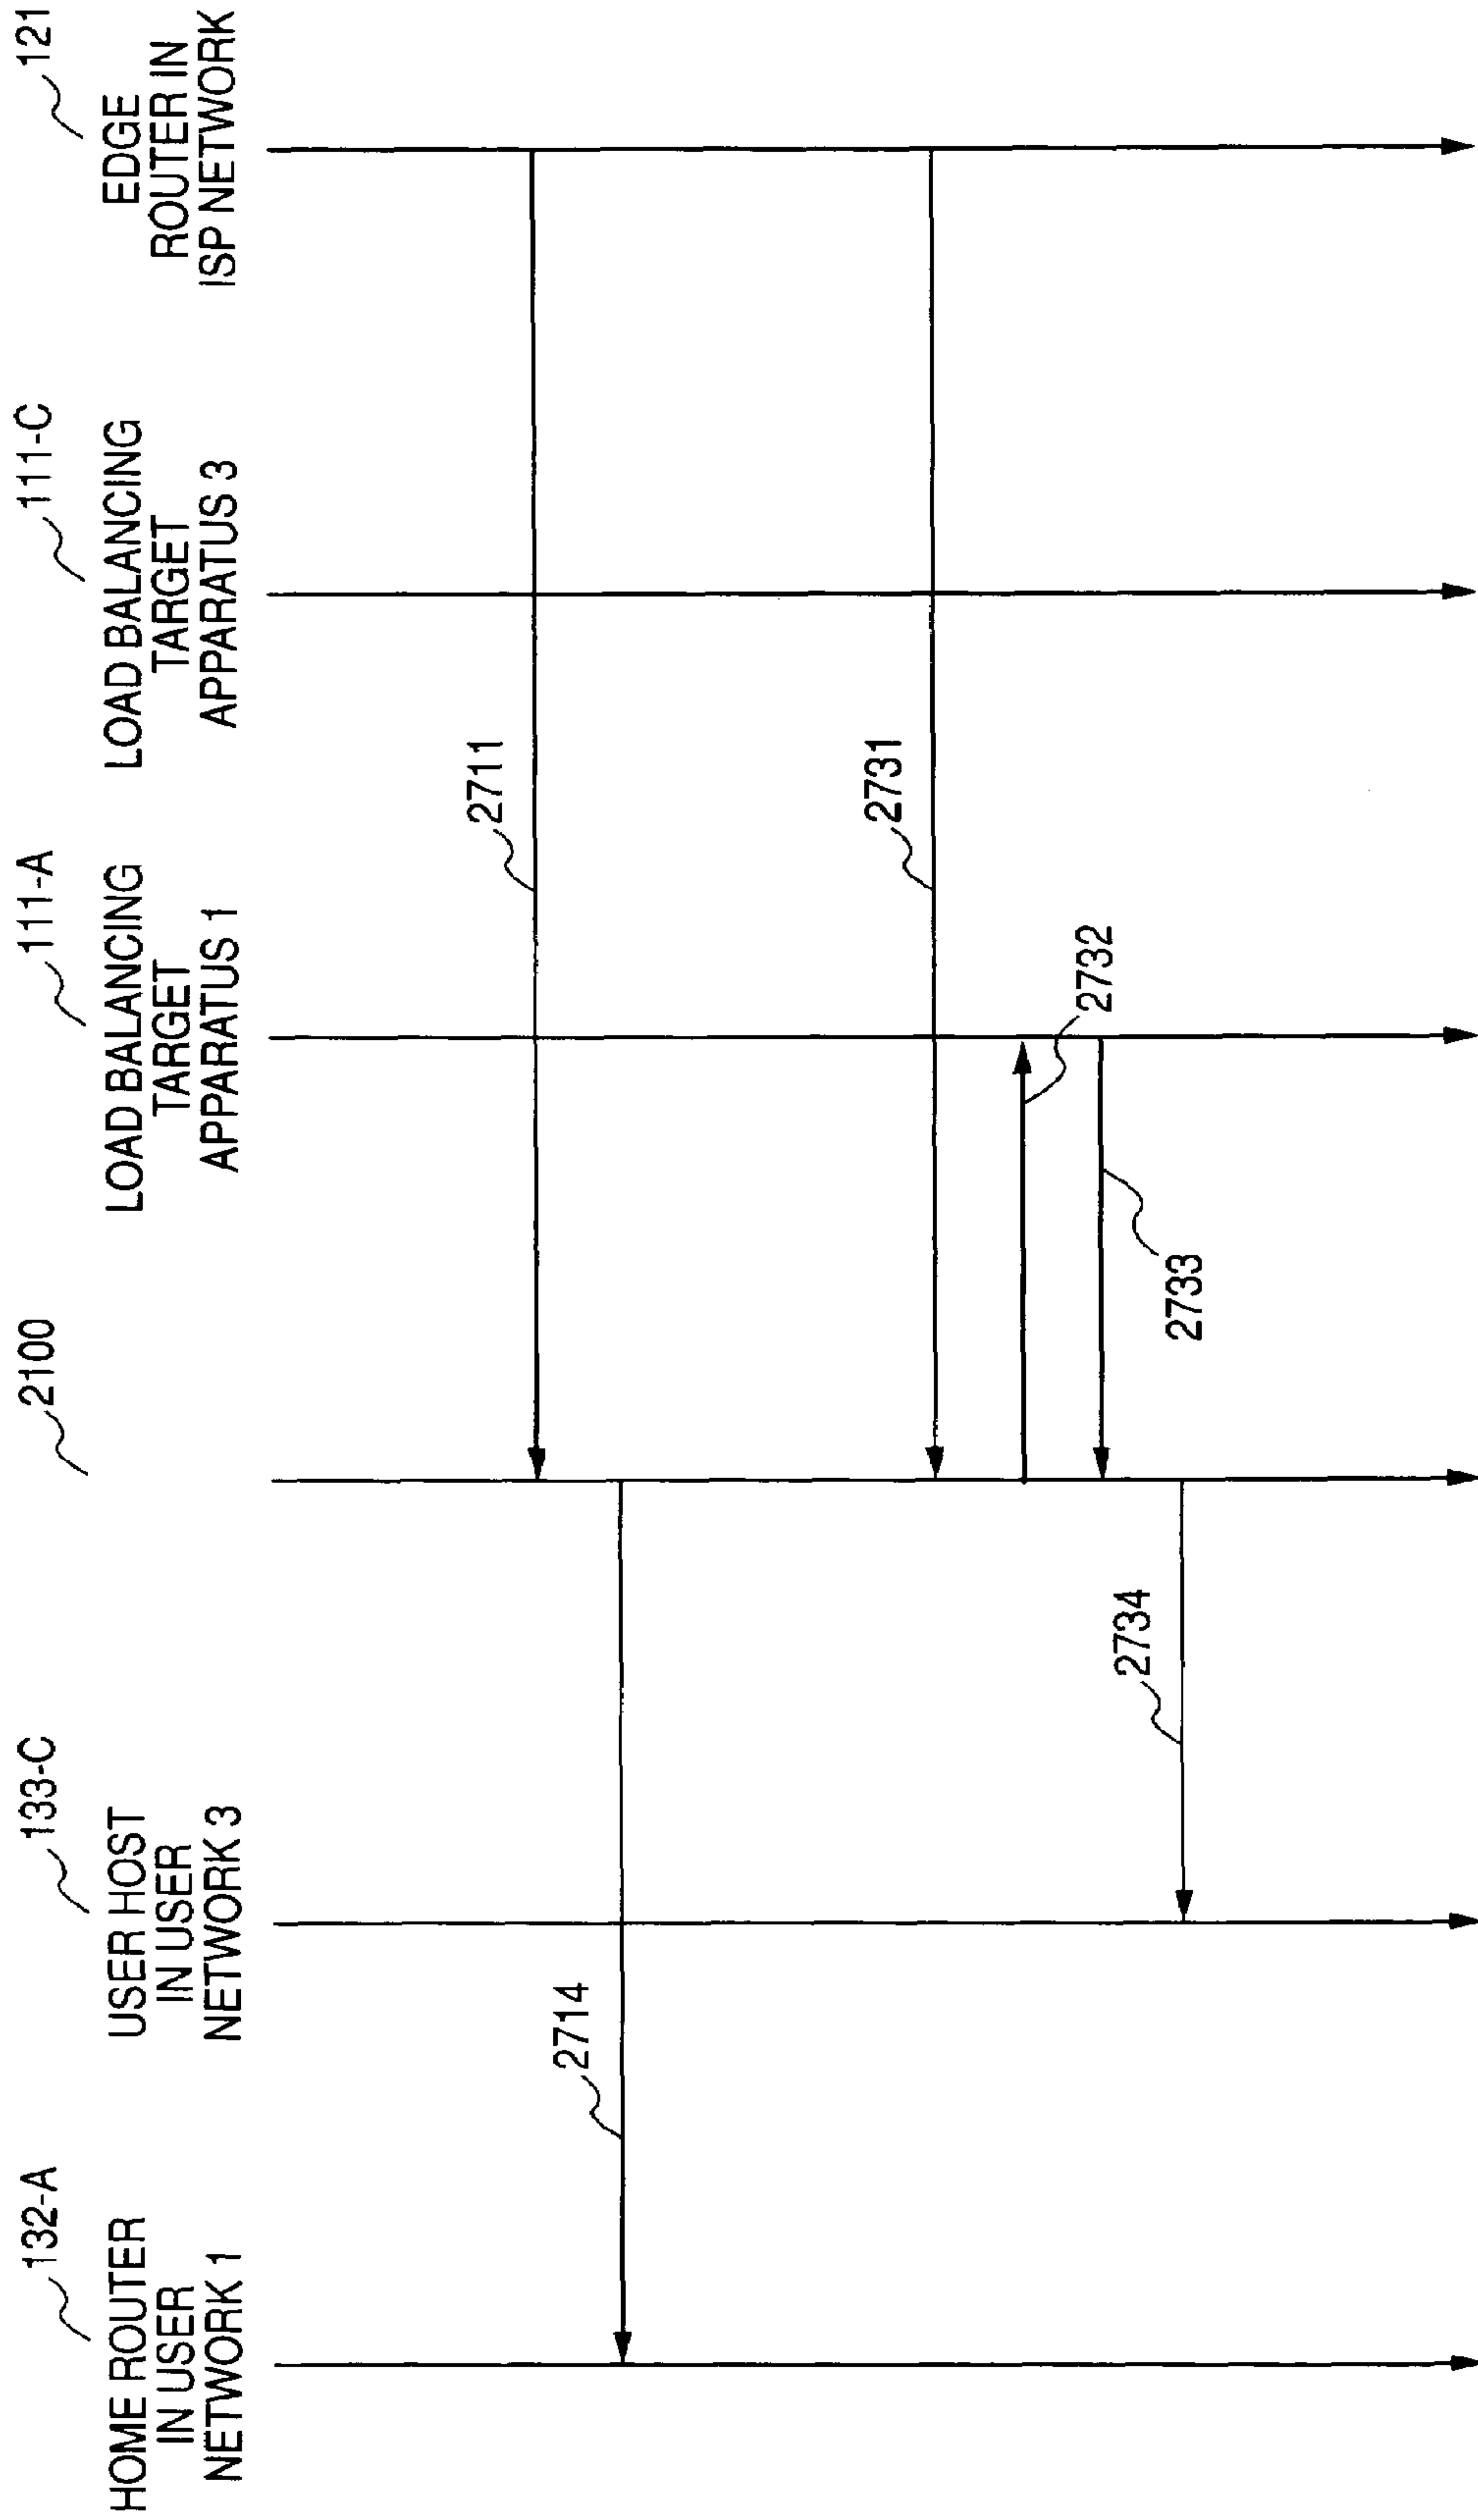 132-A
HOME ROUTER
IN USER
NETWORK 1
133-C
USER HOST
IN USER
NETWORK 3
2100
111-A
LOAD BALANCING
TARGET
APPARATUS 1
111-C
LOAD BALANCING
TARGET
APPARATUS 3
121
EDGE
ROUTER IN
ISP NETWORK
2711
2714
2731
2732
2733
2734